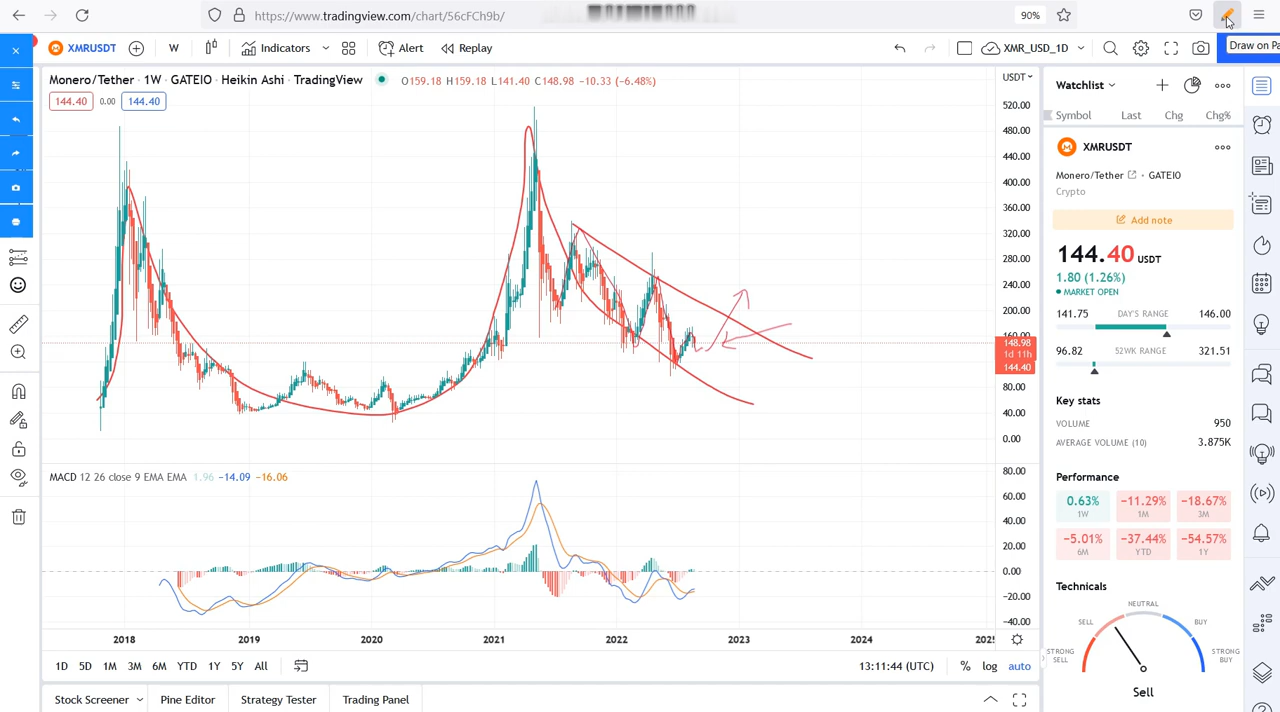 https://www.tradingview.com/chart/56cFCh9b/
90%
XMRUSDT W Indicators Alert Replay XMR_USD_1D
Draw on Pa
Monero/Tether · 1W · GATEIO · Heikin Ashi · TradingView O159.18 H159.18 L141.40 C148.98 −10.33 (−6.48%)
144.40 0.00 144.40
USDT
520.00
480.00
440.00
400.00
360.00
320.00
280.00
240.00
200.00
160.00
148.98
1d 11h
144.40
80.00
40.00
0.00
MACD 12 26 close 9 EMA EMA 1.96 −14.09 −16.06
80.00
60.00
40.00
20.00
0.00
−20.00
−40.00
2018 2019 2020 2021 2022 2023 2024 2025
1D 5D 1M 3M 6M YTD 1Y 5Y All
13:11:44 (UTC) % log auto
Stock Screener Pine Editor Strategy Tester Trading Panel
Watchlist
Symbol Last Chg Chg%
XMRUSDT
Monero/Tether · GATEIO
Crypto
Add note
144.40 USDT
1.80 (1.26%)
MARKET OPEN
141.75 DAY'S RANGE 146.00
96.82 52WK RANGE 321.51
Key stats
VOLUME 950
AVERAGE VOLUME (10) 3.875K
Performance
0.63% −11.29% −18.67%
1W 1M 3M
−5.01% −37.44% −54.57%
6M YTD 1Y
Technicals
NEUTRAL
SELL BUY
STRONG SELL STRONG BUY
Sell